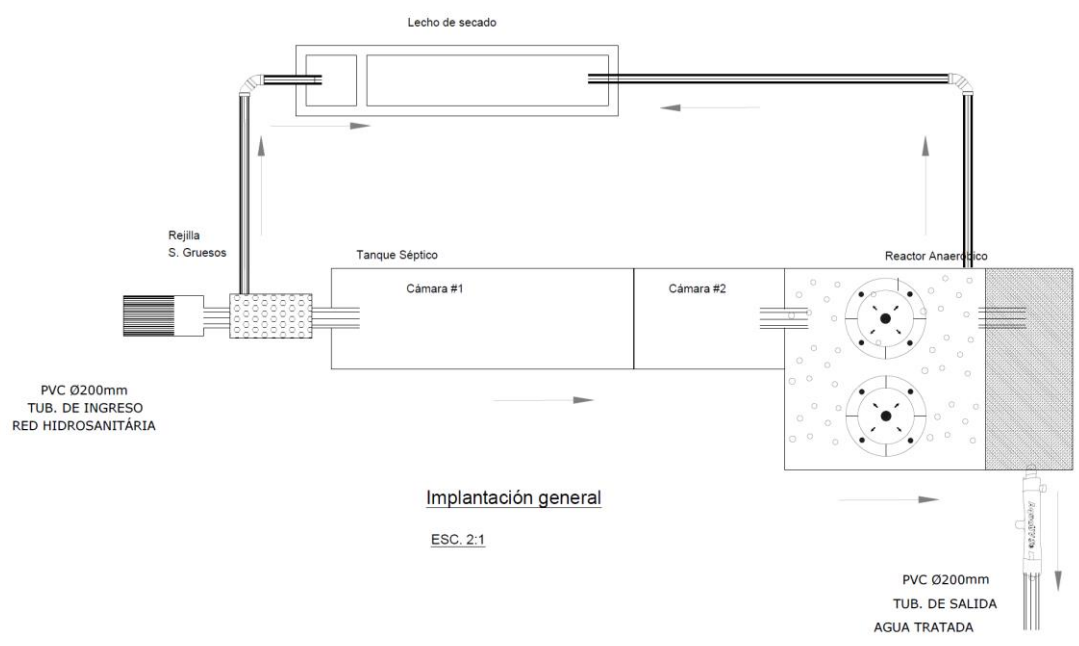 Lecho de secado
Rejilla
S. Gruesos
Tanque Séptico
Reactor Anaeróbico
Cámara #1
Cámara #2
PVC Ø200mm
TUB. DE INGRESO
RED HIDROSANITÁRIA
Implantación general
ESC. 2:1
PVC Ø200mm
TUB. DE SALIDA
AGUA TRATADA